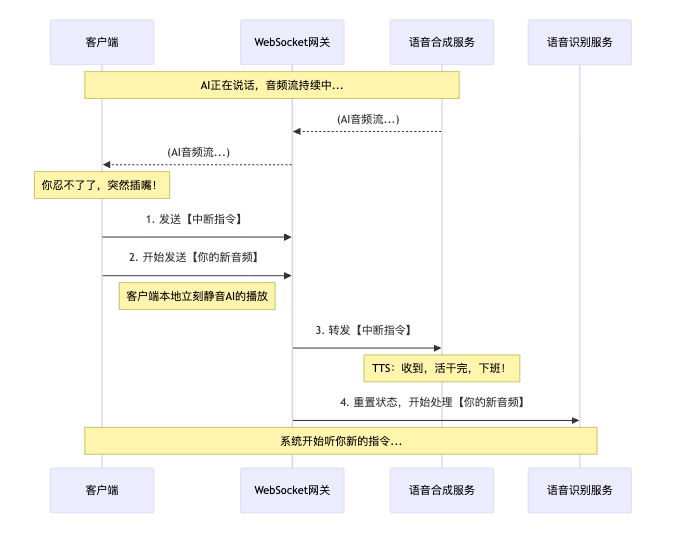 客户端
WebSocket网关
语音合成服务
语音识别服务
AI正在说话，音频流持续中...
(AI音频流...)
(AI音频流...)
你忍不了了，突然插嘴！
1. 发送【中断指令】
2. 开始发送【你的新音频】
客户端本地立刻静音AI的播放
3. 转发【中断指令】
TTS：收到，活干完，下班！
4. 重置状态，开始处理【你的新音频】
系统开始听你新的指令...
客户端
WebSocket网关
语音合成服务
语音识别服务